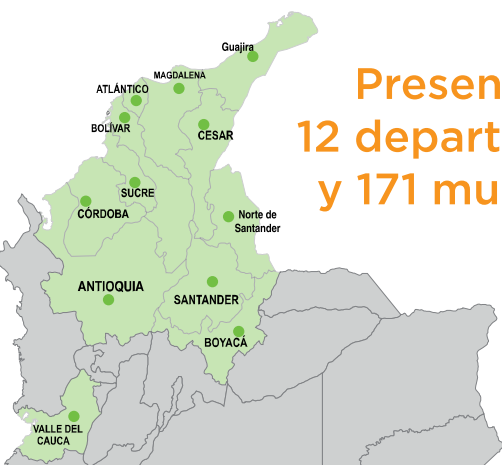 Guajira
MAGDALENA
ATLÁNTICO
BOLÍVAR
CESAR
SUCRE
CÓRDOBA
Norte de
Santander
ANTIOQUIA
SANTANDER
BOYACÁ
VALLE DEL
CAUCA
Presen
12 depart
y 171 mu